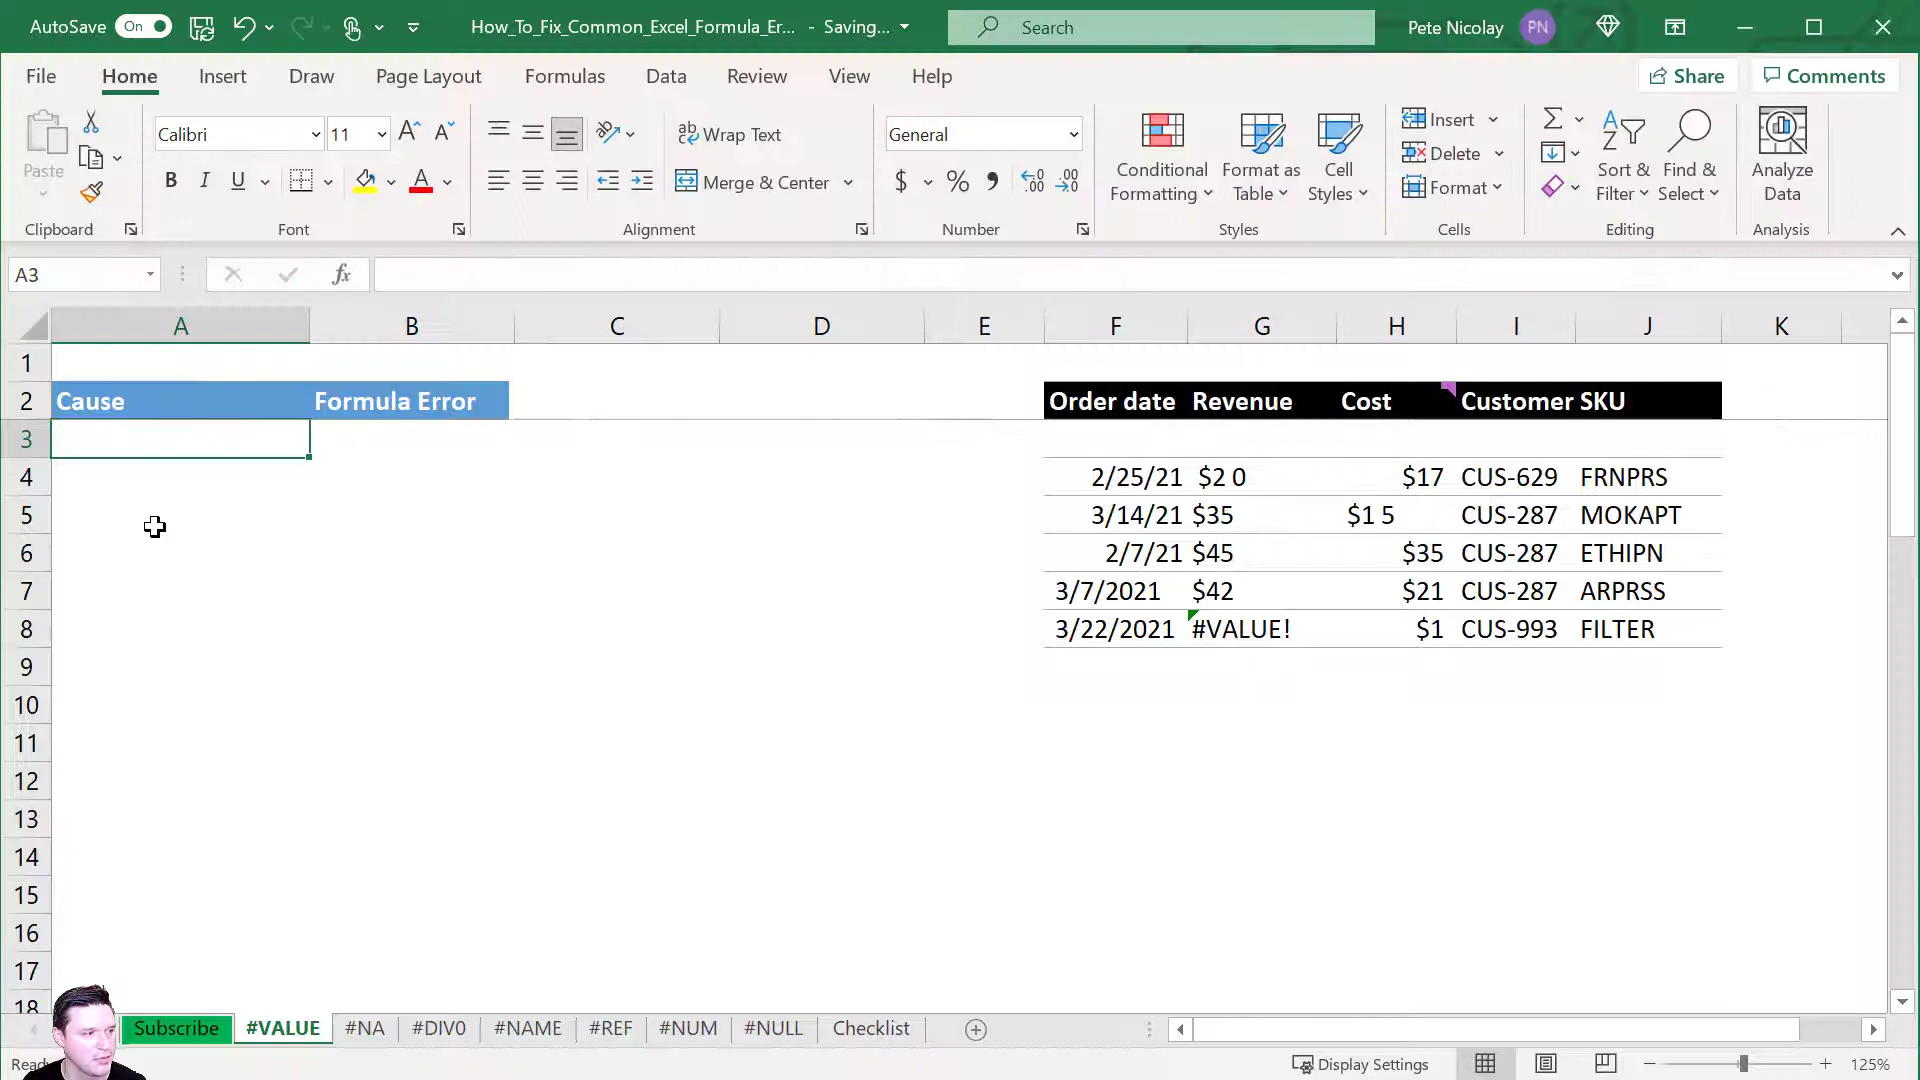 AutoSave On How_To_Fix_Common_Excel_Formula_Er... - Saving... Search Pete Nicolay PN
File Home Insert Draw Page Layout Formulas Data Review View Help Share Comments
Paste
Clipboard
Calibri 11
B I U
Font
ab Wrap Text
Merge & Center
Alignment
General
$ % 9
Number
Conditional Formatting
Format as Table
Cell Styles
Styles
Insert
Delete
Format
Cells
Sort & Filter
Find & Select
Editing
Analyze Data
Analysis
A3 fx
A B C D E F G H I J K
1
2 Cause Formula Error Order date Revenue Cost Customer SKU
3
4 2/25/21 $2 0 $17 CUS-629 FRNPRS
5 3/14/21 $35 $1 5 CUS-287 MOKAPT
6 2/7/21 $45 $35 CUS-287 ETHIPN
7 3/7/2021 $42 $21 CUS-287 ARPRSS
8 3/22/2021 #VALUE! $1 CUS-993 FILTER
9
10
11
12
13
14
15
16
17
18
Subscribe #VALUE #NA #DIV0 #NAME #REF #NUM #NULL Checklist
Display Settings 125%